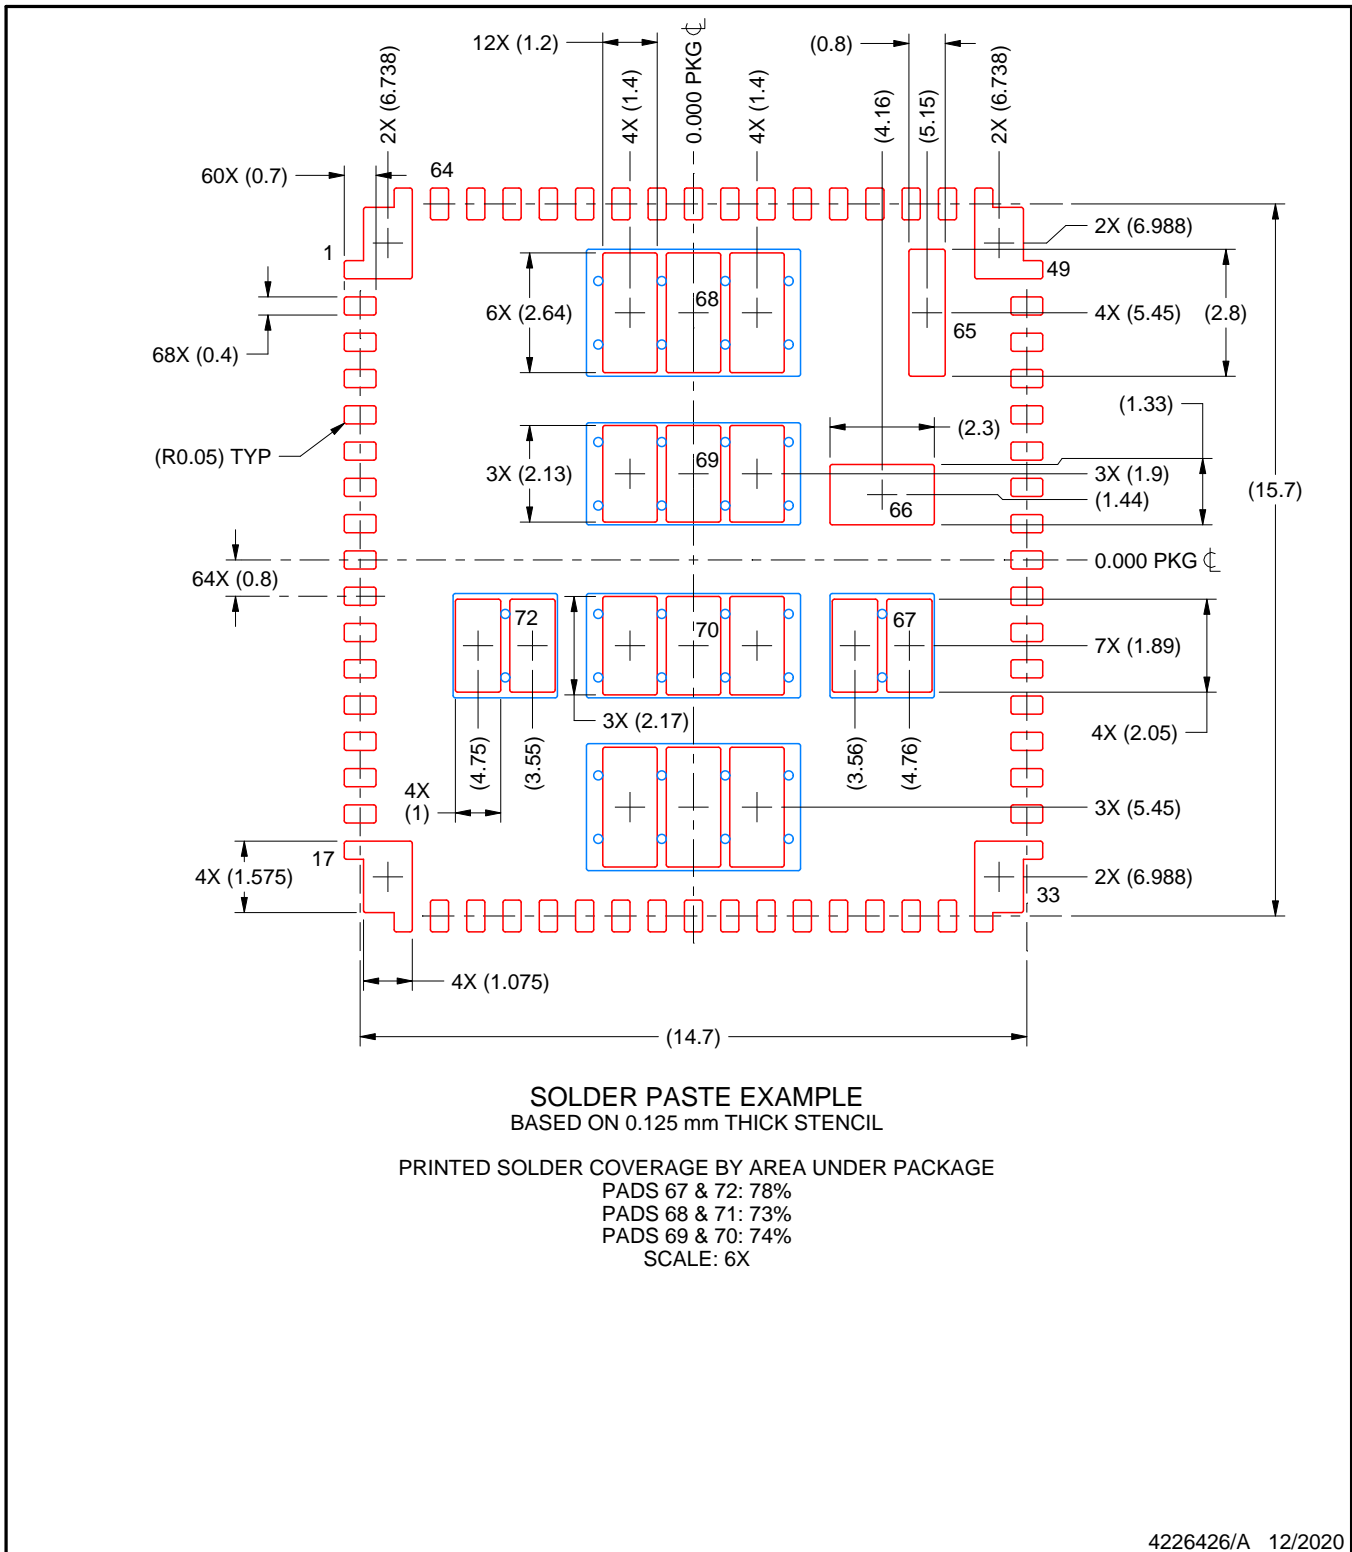 12X (1.2)
0.000 PKG ℄
(0.8)
2X (6.738)
4X (1.4)
4X (1.4)
(4.16)
(5.15)
2X (6.738)
60X (0.7)
64
1
2X (6.988)
49
6X (2.64)
68
65
4X (5.45)
(2.8)
68X (0.4)
(1.33)
(2.3)
(R0.05) TYP
3X (2.13)
69
3X (1.9)
66
(1.44)
(15.7)
0.000 PKG ℄
64X (0.8)
72
70
67
7X (1.89)
3X (2.17)
4X (2.05)
(4.75)
(3.55)
(3.56)
(4.76)
4X
(1)
3X (5.45)
17
4X (1.575)
2X (6.988)
33
4X (1.075)
(14.7)
SOLDER PASTE EXAMPLE
BASED ON 0.125 mm THICK STENCIL
PRINTED SOLDER COVERAGE BY AREA UNDER PACKAGE
PADS 67 & 72: 78%
PADS 68 & 71: 73%
PADS 69 & 70: 74%
SCALE: 6X
4226426/A 12/2020